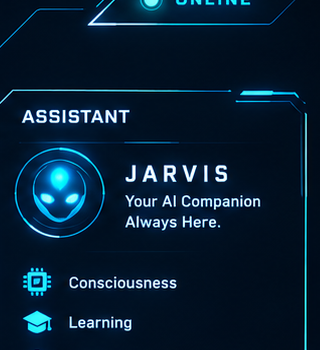 ONLINE
ASSISTANT
JARVIS
Your AI Companion
Always Here.
Consciousness
Learning